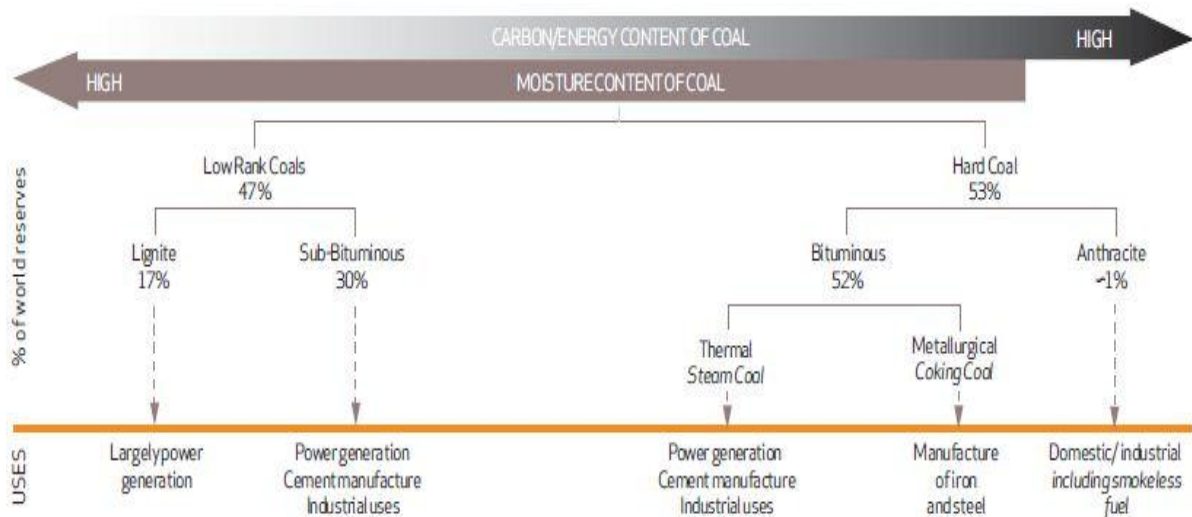 CARBON/ENERGY CONTENT OF COAL
HIGH
HIGH
MOISTURE CONTENT OF COAL
% of world reserves
Low Rank Coals
47%
Hard Coal
53%
Lignite
17%
Sub-Bituminous
30%
Bituminous
52%
Anthracite
~1%
Thermal
Steam Coal
Metallurgical
Coking Coal
USES
Largely power
generation
Power generation
Cement manufacture
Industrial uses
Power generation
Cement manufacture
Industrial uses
Manufacture
of iron
and steel
Domestic/industrial
including smokeless
fuel